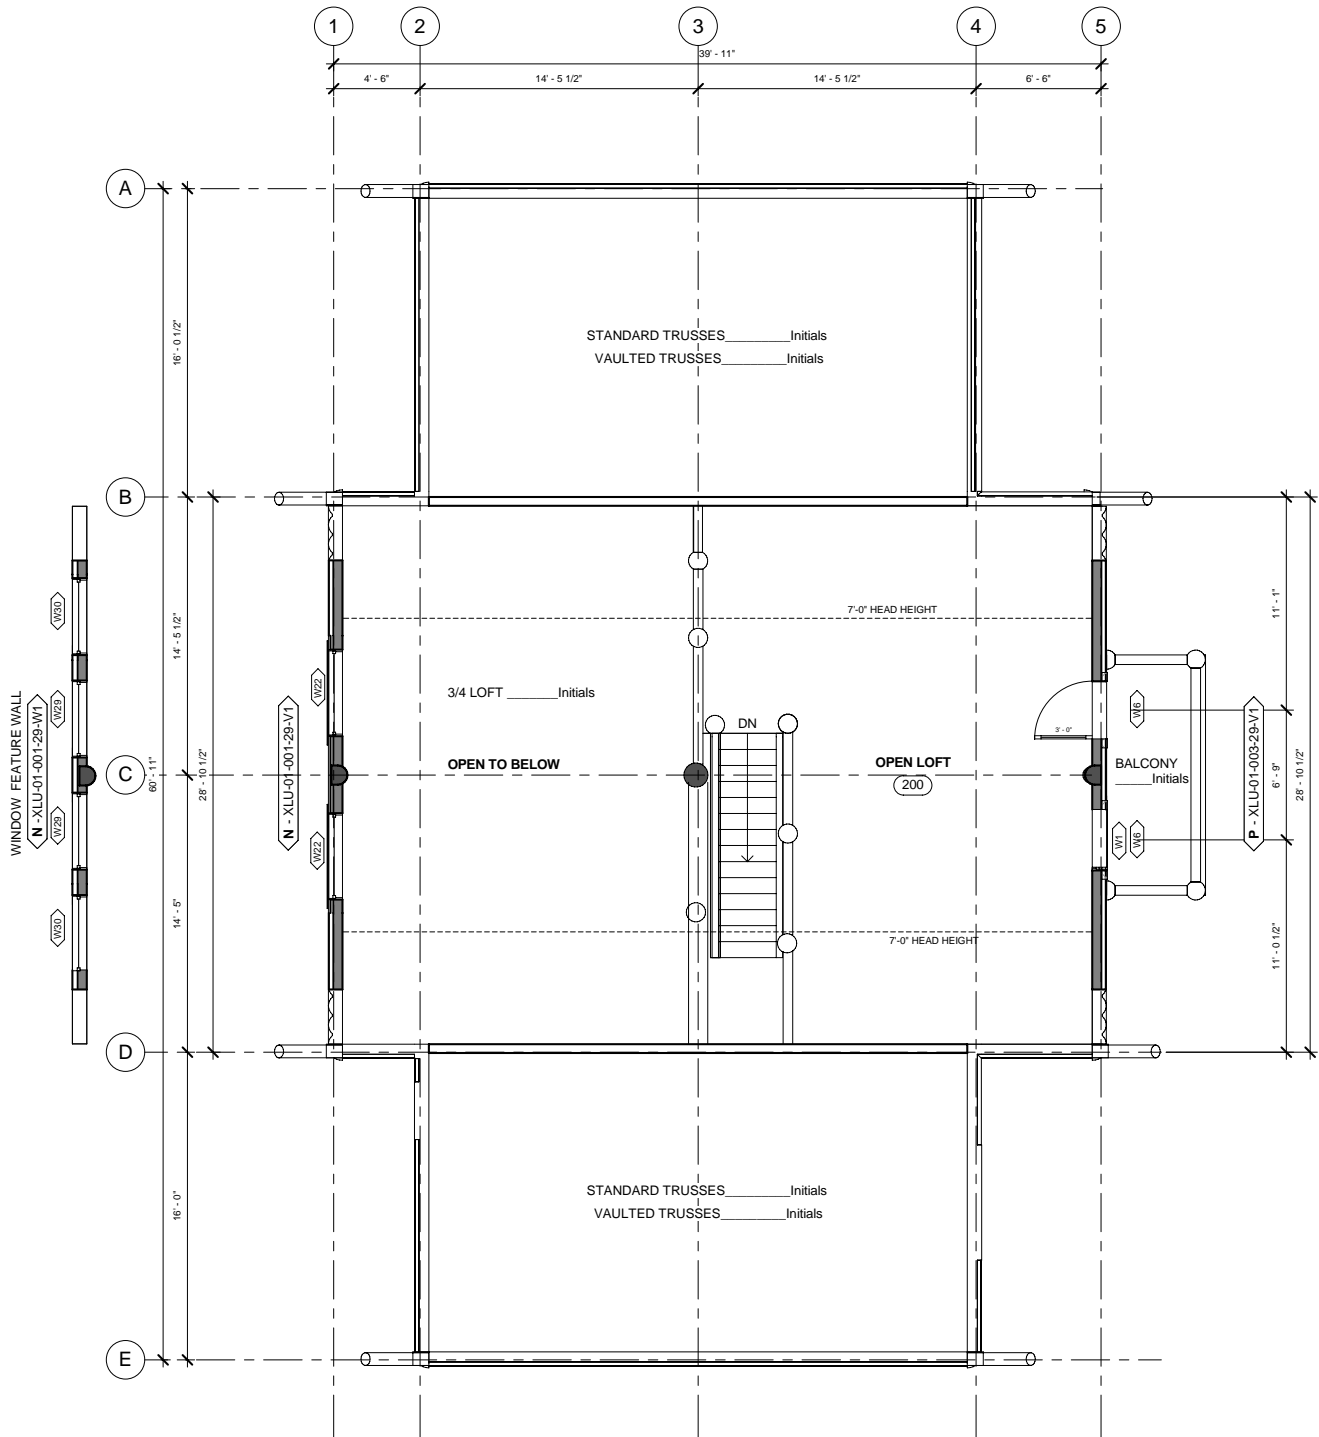 1
2
3
4
5
39' - 11"
4' - 6"
14' - 5 1/2"
14' - 5 1/2"
6' - 6"
A
16' - 0 1/2"
STANDARD TRUSSES_________Initials
VAULTED TRUSSES_________Initials
B
7'-0" HEAD HEIGHT
11' - 1"
14' - 5 1/2"
W30
W29
W29
W30
WINDOW FEATURE WALL
N - XLU-01-001-29-W1
N - XLU-01-001-29-V1
W22
W22
3/4 LOFT _______Initials
DN
3' - 0"
W6
C
60' - 11"
28' - 10 1/2"
OPEN TO BELOW
OPEN LOFT
200
BALCONY
_____Initials
P - XLU-01-003-29-V1
6' - 9"
28' - 10 1/2"
W1
W6
14' - 5"
7'-0" HEAD HEIGHT
11' - 0 1/2"
D
16' - 0"
STANDARD TRUSSES_________Initials
VAULTED TRUSSES_________Initials
E